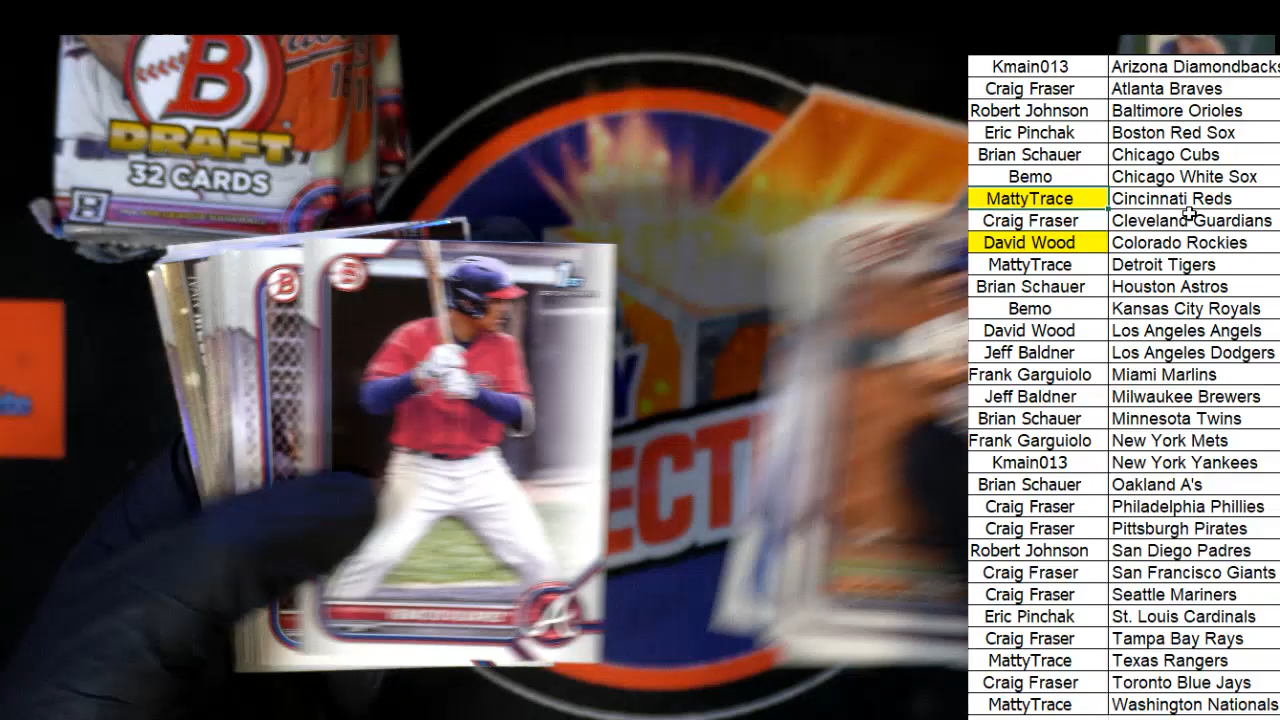 B
DRAFT
32 CARDS
B
B
1st
A
ECT
Kmain013 Arizona Diamondbacks
Craig Fraser Atlanta Braves
Robert Johnson Baltimore Orioles
Eric Pinchak Boston Red Sox
Brian Schauer Chicago Cubs
Bemo Chicago White Sox
MattyTrace Cincinnati Reds
Craig Fraser Cleveland Guardians
David Wood Colorado Rockies
MattyTrace Detroit Tigers
Brian Schauer Houston Astros
Bemo Kansas City Royals
David Wood Los Angeles Angels
Jeff Baldner Los Angeles Dodgers
Frank Garguiolo Miami Marlins
Jeff Baldner Milwaukee Brewers
Brian Schauer Minnesota Twins
Frank Garguiolo New York Mets
Kmain013 New York Yankees
Brian Schauer Oakland A's
Craig Fraser Philadelphia Phillies
Craig Fraser Pittsburgh Pirates
Robert Johnson San Diego Padres
Craig Fraser San Francisco Giants
Craig Fraser Seattle Mariners
Eric Pinchak St. Louis Cardinals
Craig Fraser Tampa Bay Rays
MattyTrace Texas Rangers
Craig Fraser Toronto Blue Jays
MattyTrace Washington Nationals